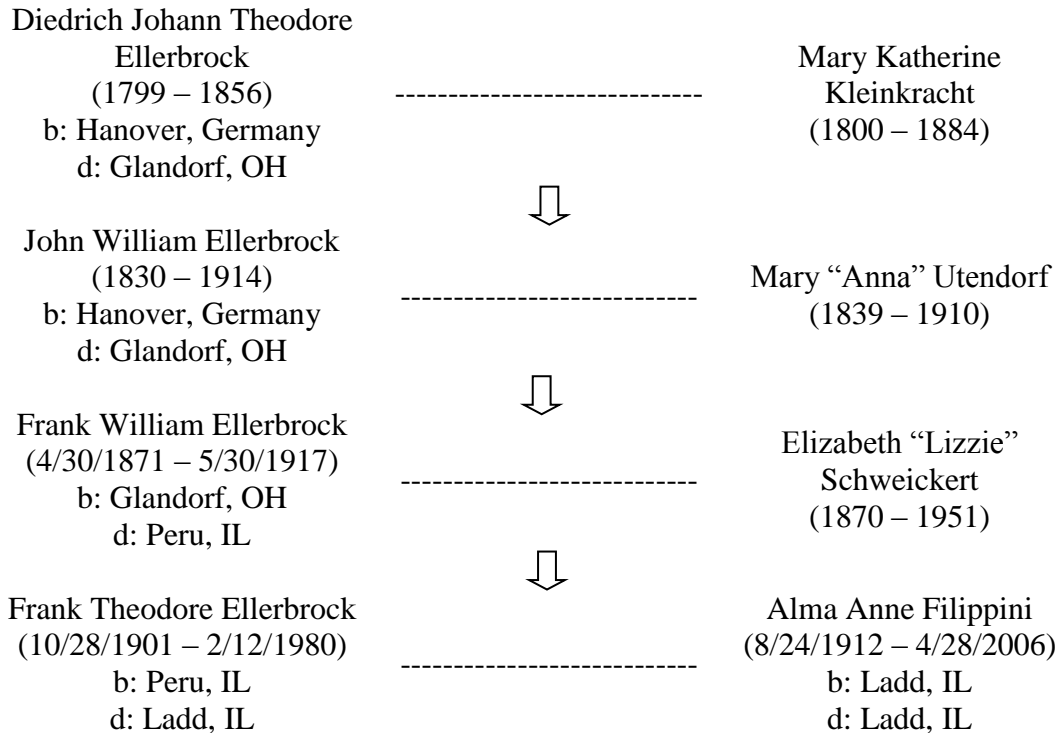 Diedrich Johann Theodore
Ellerbrock
(1799 – 1856)
b: Hanover, Germany
d: Glandorf, OH
-----------------------------
Mary Katherine
Kleinkracht
(1800 – 1884)
John William Ellerbrock
(1830 – 1914)
b: Hanover, Germany
d: Glandorf, OH
----------------------------
Mary “Anna” Utendorf
(1839 – 1910)
Frank William Ellerbrock
(4/30/1871 – 5/30/1917)
b: Glandorf, OH
d: Peru, IL
----------------------------
Elizabeth “Lizzie”
Schweickert
(1870 – 1951)
Frank Theodore Ellerbrock
(10/28/1901 – 2/12/1980)
b: Peru, IL
d: Ladd, IL
----------------------------
Alma Anne Filippini
(8/24/1912 – 4/28/2006)
b: Ladd, IL
d: Ladd, IL